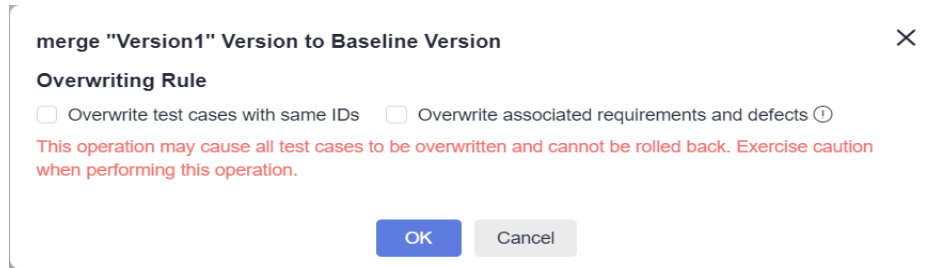 merge "Version1" Version to Baseline Version
Overwriting Rule
Overwrite test cases with same IDs Overwrite associated requirements and defects
This operation may cause all test cases to be overwritten and cannot be rolled back. Exercise caution
when performing this operation.
OK Cancel